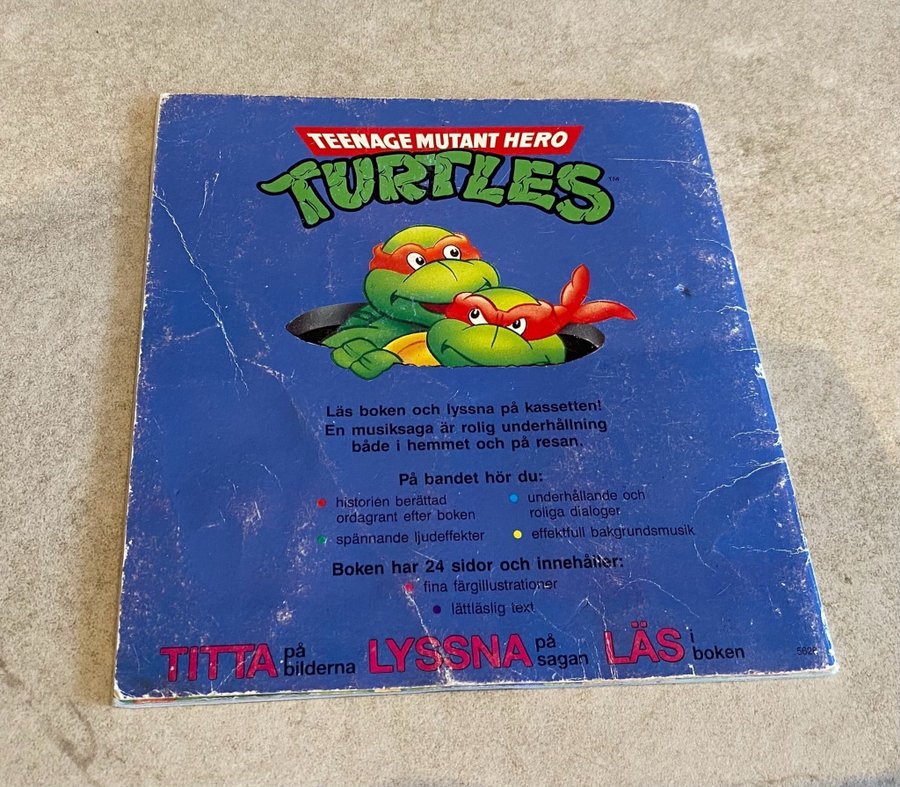 TEENAGE MUTANT HERO
TURTLES™
Läs boken och lyssna på kassetten!
En musiksaga är rolig underhållning
både i hemmet och på resan.
På bandet hör du:
historien berättad
ordagrant efter boken
spännande ljudeffekter
underhållande och
roliga dialoger
effektfull bakgrundsmusik
Boken har 24 sidor och innehåller:
fina färgillustrationer
lättläslig text
TITTA på bilderna LYSSNA på sagan LÄS i boken